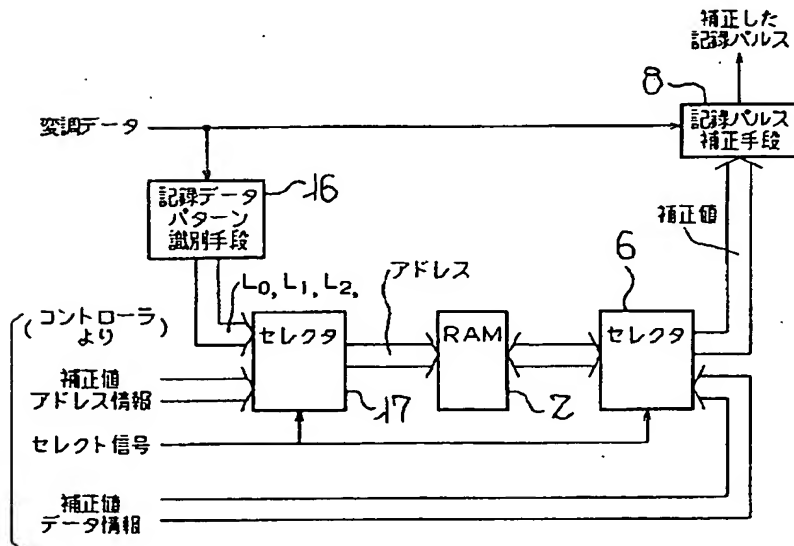 補正した
記録パルス
8
変調データ
記録パルス
補正手段
記録データ
パターン
識別手段
16
補正値
L0, L1, L2,
アドレス
6
(コントローラ
より)
セレクタ
RAM
セレクタ
補正値
アドレス情報
17
2
セレクト信号
補正値
データ情報